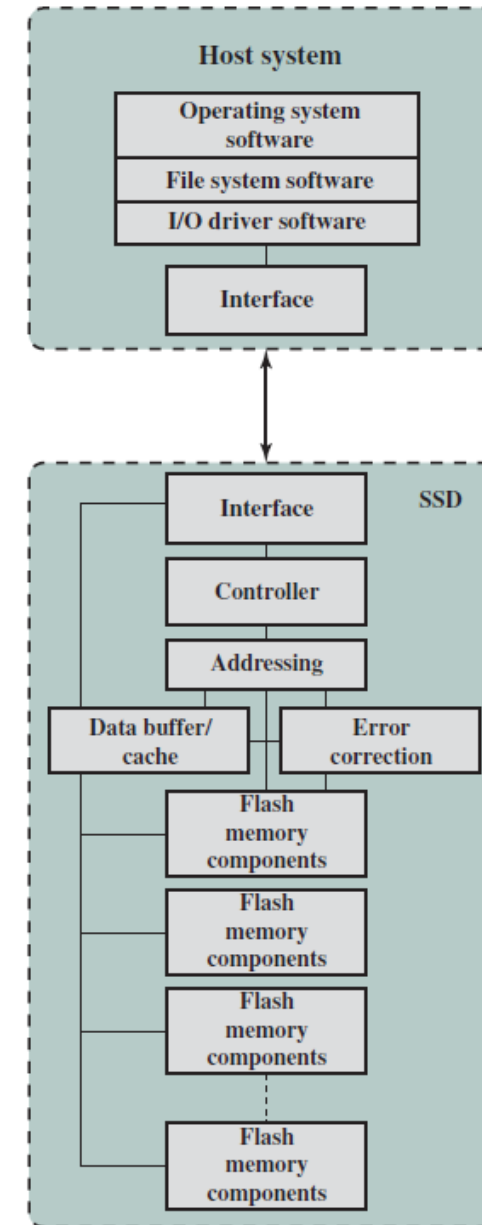 Host system
Operating system
software
File system software
I/O driver software
Interface
Interface
SSD
Controller
Addressing
Data buffer/
cache
Error
correction
Flash
memory
components
Flash
memory
components
Flash
memory
components
Flash
memory
components